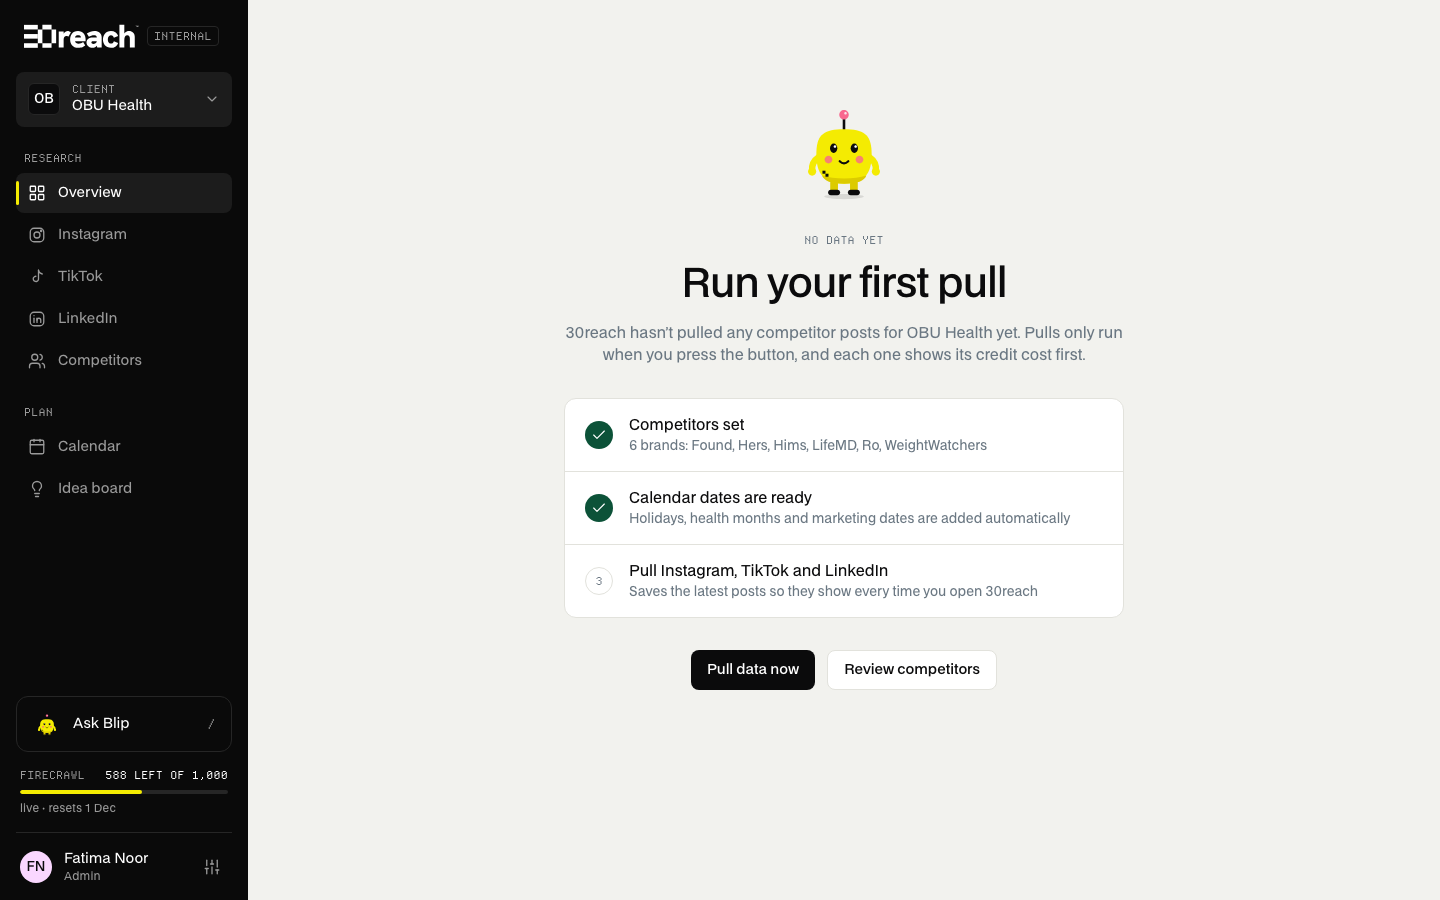 30reach
INTERNAL
OB
CLIENT
OBU Health
RESEARCH
Overview
Instagram
TikTok
LinkedIn
Competitors
PLAN
Calendar
Idea board
Ask Blip
/
FIRECRAWL
588 LEFT OF 1,000
live · resets 1 Dec
FN
Fatima Noor
Admin
NO DATA YET
Run your first pull
30reach hasn't pulled any competitor posts for OBU Health yet. Pulls only run
when you press the button, and each one shows its credit cost first.
Competitors set
6 brands: Found, Hers, Hims, LifeMD, Ro, WeightWatchers
Calendar dates are ready
Holidays, health months and marketing dates are added automatically
3
Pull Instagram, TikTok and LinkedIn
Saves the latest posts so they show every time you open 30reach
Pull data now
Review competitors